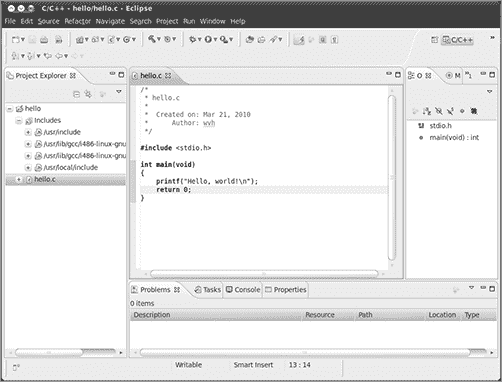 C/C++ - hello/hello.c - Eclipse
File Edit Source Refactor Navigate Search Project Run Window Help
C/C++
Project Explorer
hello
Includes
/usr/include
/usr/lib/gcc/i486-linux-gnu
/usr/lib/gcc/i486-linux-gnu
/usr/local/include
hello.c
hello.c
/*
* hello.c
*
* Created on: Mar 21, 2010
* Author: wvh
*/
#include <stdio.h>
int main(void)
{
printf("Hello, world!\n");
return 0;
}
O M
stdio.h
main(void) : int
Problems Tasks Console Properties
0 items
Description Resource Path Location Type
Writable Smart Insert 13 : 14